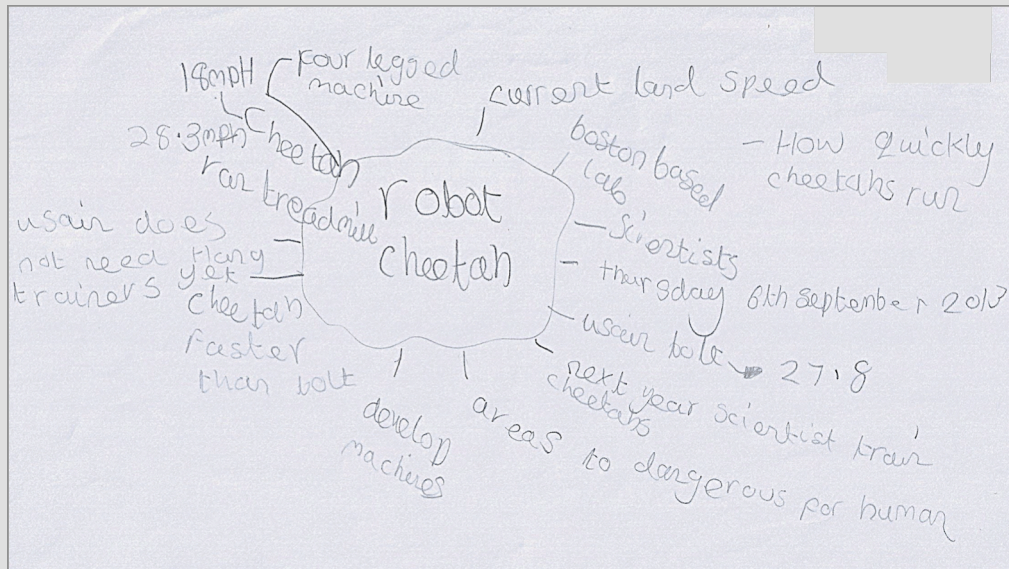 robot
cheetah
four legged
machine
18mpH
Cheetah
28.3mph
ran treadmill
usain does
not need
trainers yet
cheetah
faster
than bolt
develop
machines
areas to dangerous for human
next year scientist train
cheetahs
usain bolt 27.8
thursday 6th september
scientists
boston based
lab
current land speed
- How quickly
cheetahs run